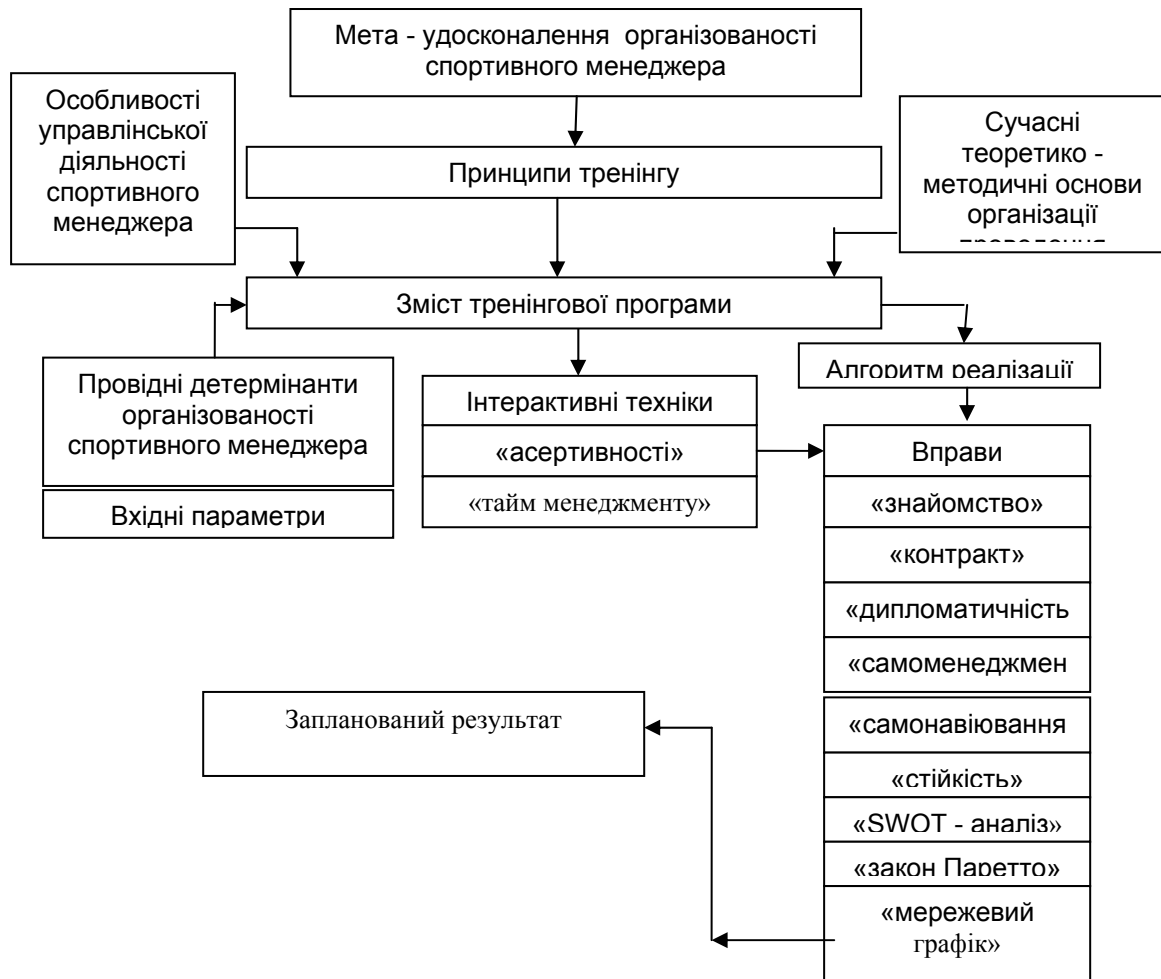 Мета - удосконалення організованості
спортивного менеджера
Особливості
управлінської
діяльності
спортивного
менеджера
Сучасні
теоретико -
методичні основи
організації
проведення
Принципи тренінгу
Зміст тренінгової програми
Провідні детермінанти
організованості
спортивного менеджера
Вхідні параметри
Інтерактивні техніки
«асертивності»
«тайм менеджменту»
Алгоритм реалізації
Вправи
«знайомство»
«контракт»
«дипломатичність
«самоменеджмен
«самонавіювання
«стійкість»
«SWOT - аналіз»
«закон Паретто»
«мережевий
графік»
Запланований результат